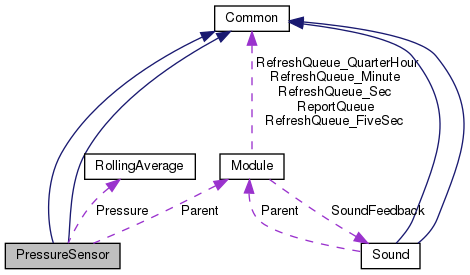 Common
RefreshQueue_QuarterHour
RefreshQueue_Minute
RefreshQueue_Sec
ReportQueue
RefreshQueue_FiveSec
RollingAverage
Module
Pressure
Parent
Parent
SoundFeedback
PressureSensor
Sound